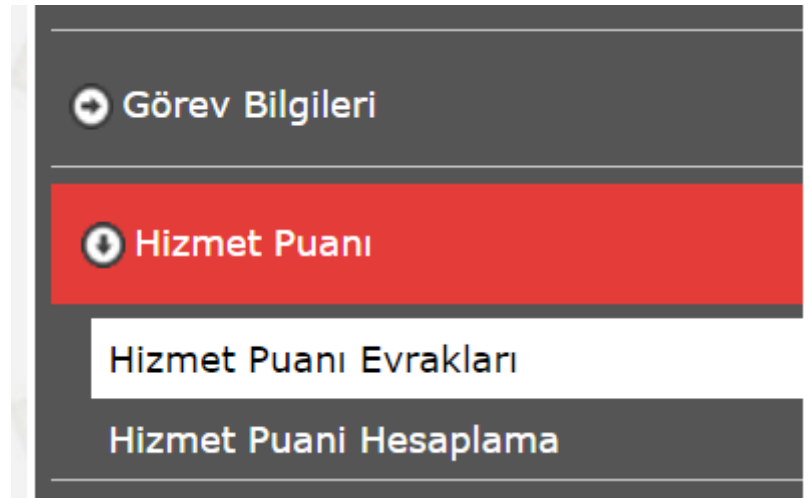 Görev Bilgileri
Hizmet Puanı
Hizmet Puanı Evrakları
Hizmet Puani Hesaplama